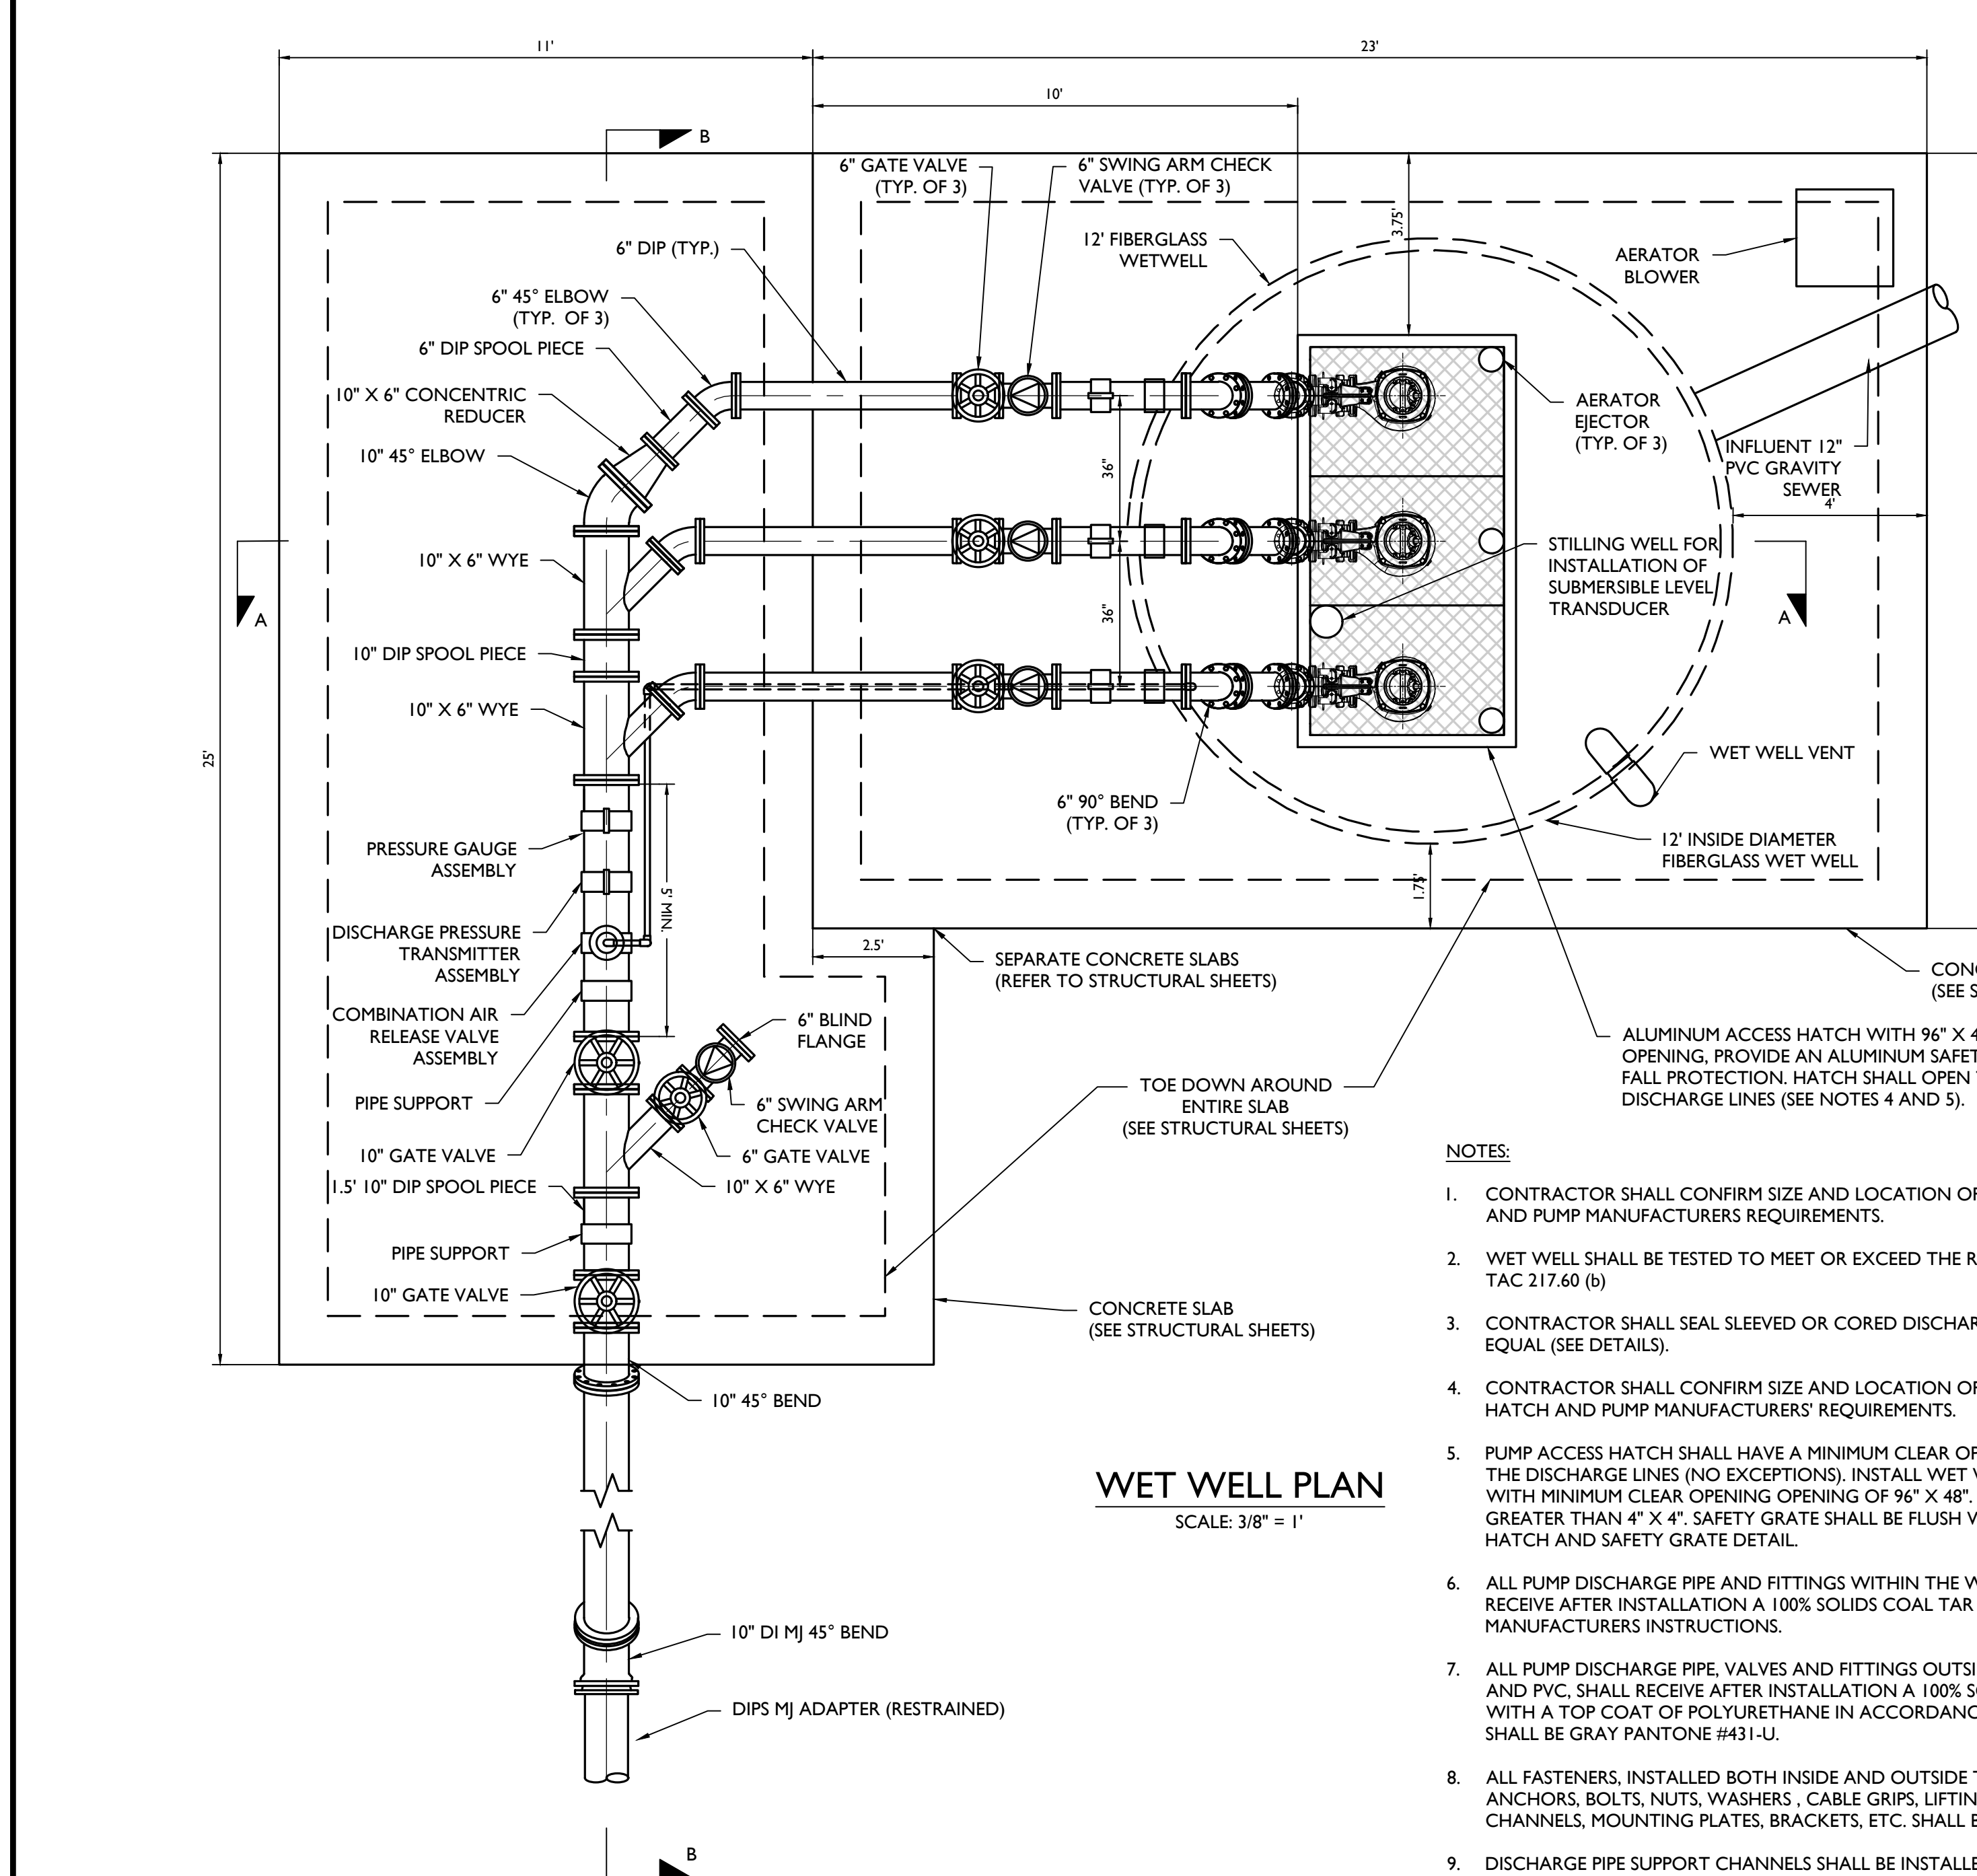 11'
23'
10'
B
6" GATE VALVE
(TYP. OF 3)
6" SWING ARM CHECK
VALVE (TYP. OF 3)
3.75'
6" DIP (TYP.)
12' FIBERGLASS
WETWELL
AERATOR
BLOWER
6" 45° ELBOW
(TYP. OF 3)
6" DIP SPOOL PIECE
10" X 6" CONCENTRIC
REDUCER
10" 45° ELBOW
36"
AERATOR
EJECTOR
(TYP. OF 3)
INFLUENT 12"
PVC GRAVITY
SEWER
4'
10" X 6" WYE
STILLING WELL FOR
INSTALLATION OF
SUBMERSIBLE LEVEL
TRANSDUCER
A
A
36"
10" DIP SPOOL PIECE
10" X 6" WYE
25'
WET WELL VENT
6" 90° BEND
(TYP. OF 3)
12' INSIDE DIAMETER
FIBERGLASS WET WELL
PRESSURE GAUGE
ASSEMBLY
5' MIN.
1.75'
DISCHARGE PRESSURE
TRANSMITTER
ASSEMBLY
2.5'
SEPARATE CONCRETE SLABS
(REFER TO STRUCTURAL SHEETS)
(SEE
COMBINATION AIR
RELEASE VALVE
ASSEMBLY
6" BLIND
FLANGE
ALUMINUM ACCESS HATCH WITH 96" X
OPENING, PROVIDE AN ALUMINUM
FALL PROTECTION. HATCH SHALL OPEN
DISCHARGE LINES (SEE NOTES 4 AND 5).
PIPE SUPPORT
6" SWING ARM
CHECK VALVE
TOE DOWN AROUND
ENTIRE SLAB
(SEE STRUCTURAL SHEETS)
10" GATE VALVE
6" GATE VALVE
1.5' 10" DIP SPOOL PIECE
10" X 6" WYE
PIPE SUPPORT
10" GATE VALVE
CONCRETE SLAB
(SEE STRUCTURAL SHEETS)
10" 45° BEND
WET WELL PLAN
SCALE: 3/8" = 1'
10" DI MJ 45° BEND
DIPS MJ ADAPTER (RESTRAINED)
B
NOTES:
1. CONTRACTOR SHALL CONFIRM SIZE AND LOCATION OF
AND PUMP MANUFACTURERS REQUIREMENTS.
2. WET WELL SHALL BE TESTED TO MEET OR EXCEED THE
TAC 217.60 (b)
3. CONTRACTOR SHALL SEAL SLEEVED OR CORED
EQUAL (SEE DETAILS).
4. CONTRACTOR SHALL CONFIRM SIZE AND LOCATION OF
HATCH AND PUMP MANUFACTURERS' REQUIREMENTS.
5. PUMP ACCESS HATCH SHALL HAVE A MINIMUM CLEAR
THE DISCHARGE LINES (NO EXCEPTIONS). INSTALL WET
WITH MINIMUM CLEAR OPENING OPENING OF 96" X 48".
GREATER THAN 4" X 4". SAFETY GRATE SHALL BE FLUSH
HATCH AND SAFETY GRATE DETAIL.
6. ALL PUMP DISCHARGE PIPE AND FITTINGS WITHIN THE
RECEIVE AFTER INSTALLATION A 100% SOLIDS COAL TAR
MANUFACTURERS INSTRUCTIONS.
7. ALL PUMP DISCHARGE PIPE, VALVES AND FITTINGS
AND PVC, SHALL RECEIVE AFTER INSTALLATION A 100%
WITH A TOP COAT OF POLYURETHANE IN
SHALL BE GRAY PANTONE #431-U.
8. ALL FASTENERS, INSTALLED BOTH INSIDE AND OUTSIDE
ANCHORS, BOLTS, NUTS, WASHERS , CABLE GRIPS,
CHANNELS, MOUNTING PLATES, BRACKETS, ETC. SHALL
9. DISCHARGE PIPE SUPPORT CHANNELS SHALL BE